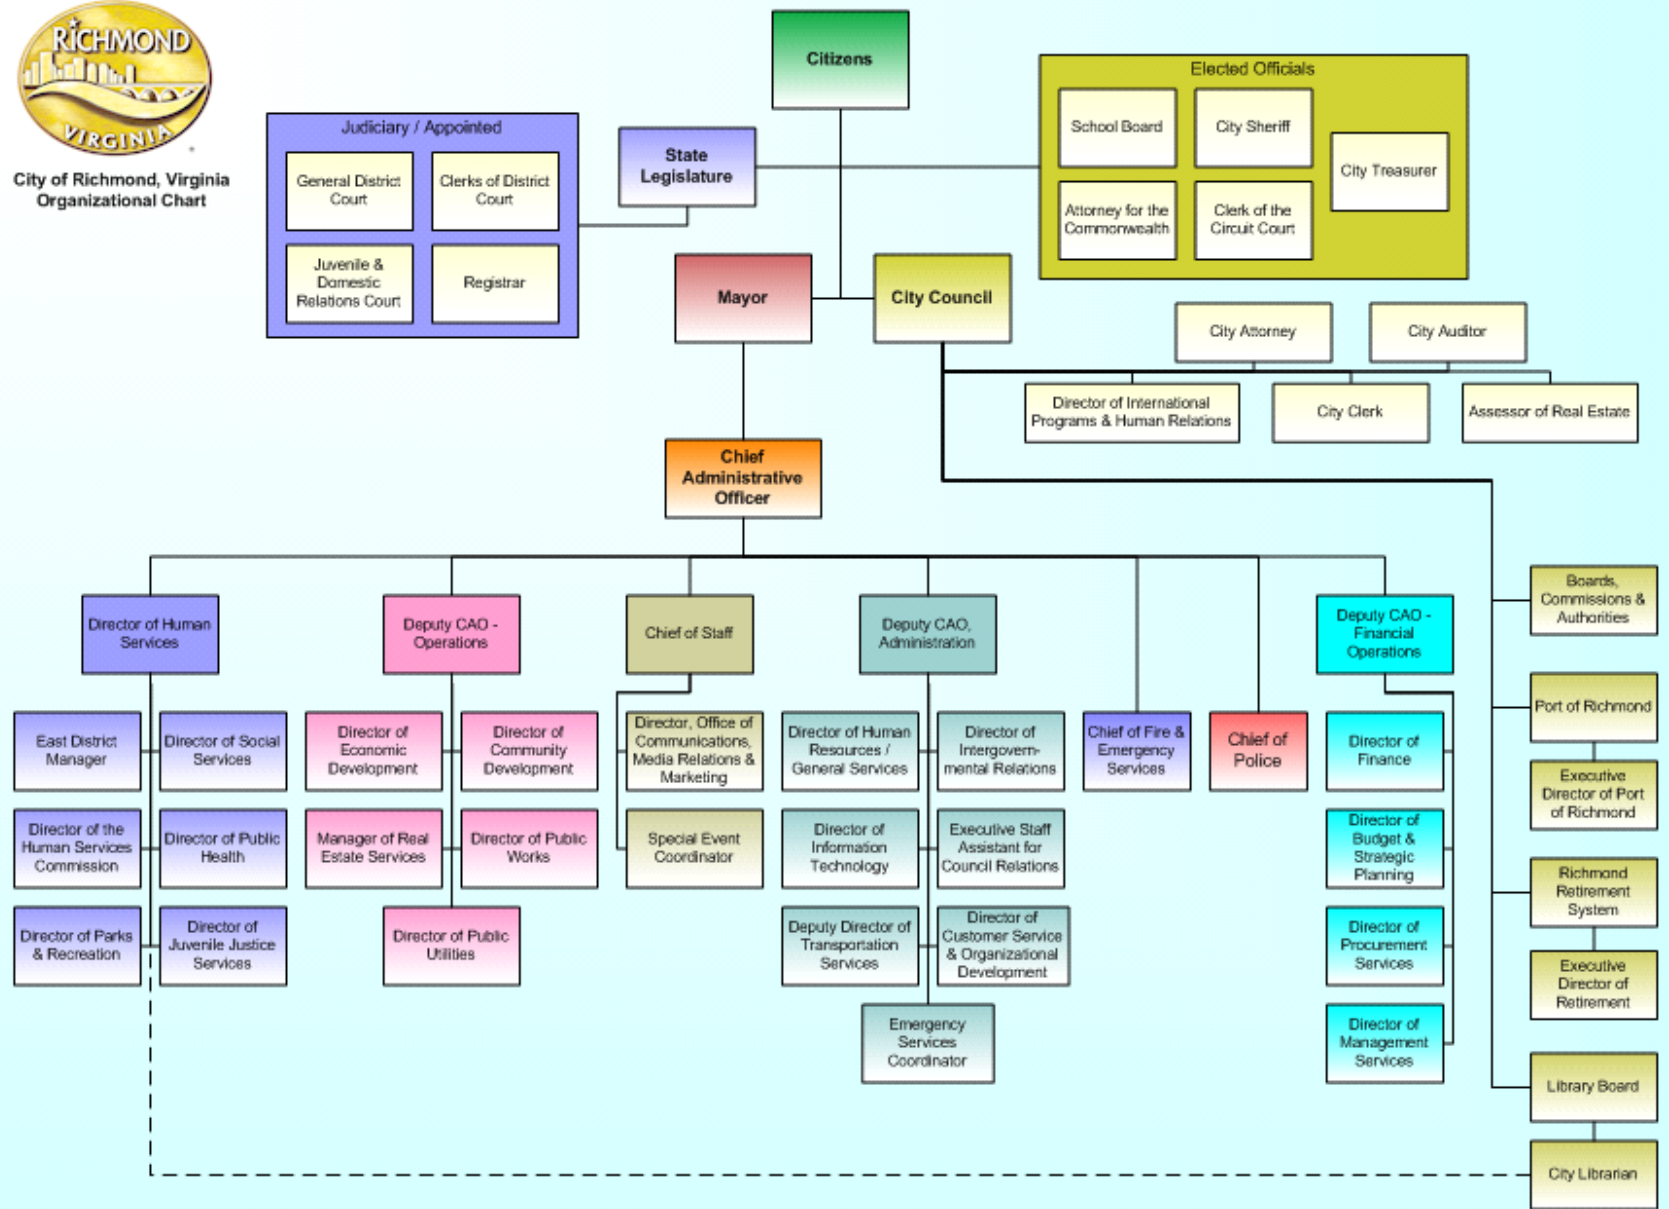 RICHMOND
VIRGINIA
City of Richmond, Virginia
Organizational Chart
Citizens
Judiciary / Appointed
General District
Court
Clerks of District
Court
Juvenile &
Domestic
Relations Court
Registrar
State
Legislature
Elected Officials
School Board
City Sheriff
City Treasurer
Attorney for the
Commonwealth
Clerk of the
Circuit Court
Mayor
City Council
City Attorney
City Auditor
Director of International
Programs & Human Relations
City Clerk
Assessor of Real Estate
Chief
Administrative
Officer
Director of Human
Services
East District
Manager
Director of Social
Services
Director of the
Human Services
Commission
Director of Public
Health
Director of Parks
& Recreation
Director of
Juvenile Justice
Services
Deputy CAO -
Operations
Director of
Economic
Development
Director of
Community
Development
Manager of Real
Estate Services
Director of Public
Works
Director of Public
Utilities
Chief of Staff
Director, Office of
Communications,
Media Relations &
Marketing
Special Event
Coordinator
Deputy CAO,
Administration
Director of Human
Resources /
General Services
Director of
Intergovern-
mental Relations
Director of
Information
Technology
Executive Staff
Assistant for
Council Relations
Deputy Director of
Transportation
Services
Director of
Customer Service
& Organizational
Development
Emergency
Services
Coordinator
Chief of Fire &
Emergency
Services
Chief of
Police
Deputy CAO -
Financial
Operations
Director of
Finance
Director of
Budget &
Strategic
Planning
Director of
Procurement
Services
Director of
Management
Services
Boards,
Commissions &
Authorities
Port of Richmond
Executive
Director of Port
of Richmond
Richmond
Retirement
System
Executive
Director of
Retirement
Library Board
City Librarian